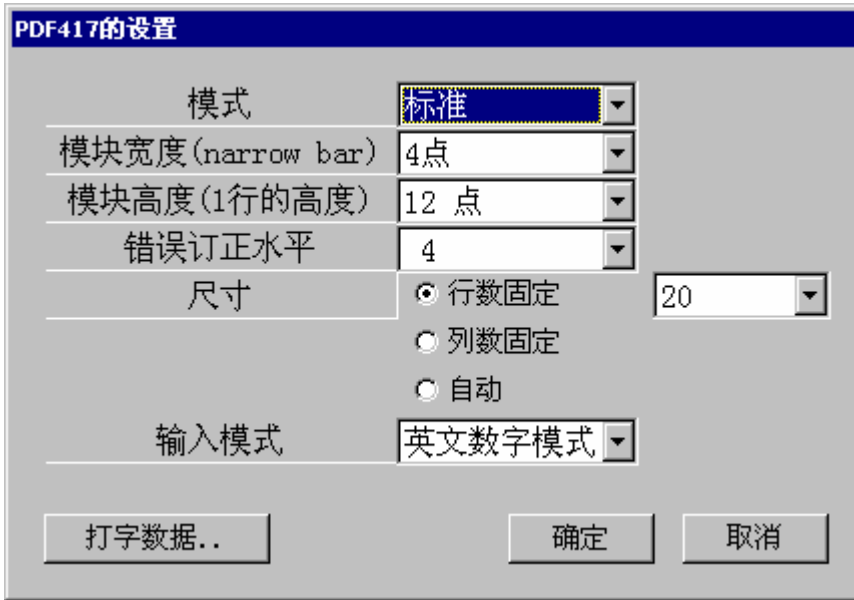 PDF417的设置
模式 标准
模块宽度(narrow bar) 4点
模块高度(1行的高度) 12 点
错误订正水平 4
尺寸 行数固定 20
列数固定
自动
输入模式 英文数字模式
打字数据.. 确定 取消